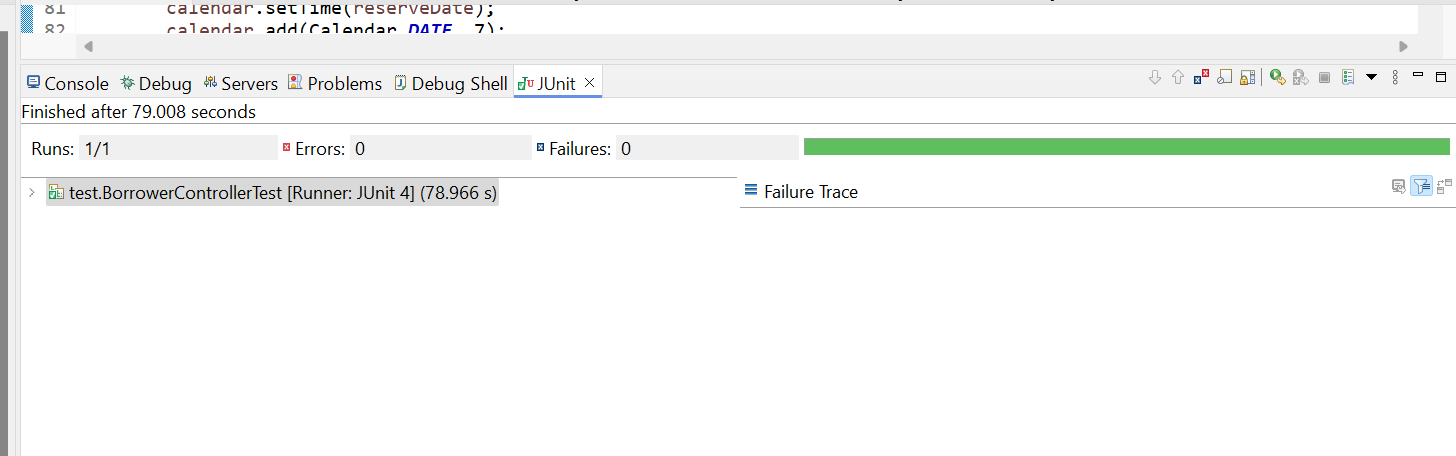 81 calendar.setTime(reserveDate);
82 calendar.add(Calendar.DATE, 7);
Console Debug Servers Problems Debug Shell JUnit
Finished after 79.008 seconds
Runs: 1/1 Errors: 0 Failures: 0
test.BorrowerControllerTest [Runner: JUnit 4] (78.966 s)
Failure Trace